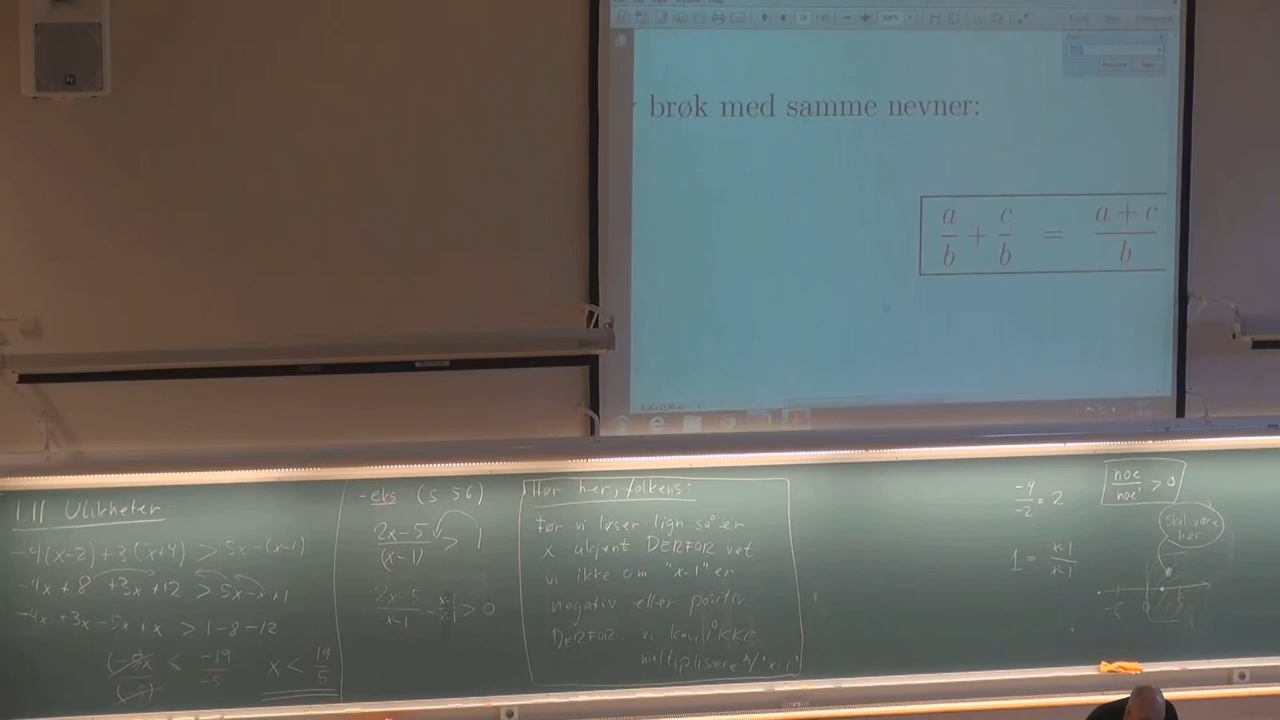 brøk med samme nevner:
a/b + c/b = (a + c)/b
1.11 Ulikheter
-4(x-2)+3(x+4) > 5x-(x-1)
-4x+8+3x+12 > 5x-x+1
-4x+3x-5x+x > 1-8-12
< -19/-5 x < 19/5
-eks (s 56)
(2x-5)/(x-1) > 1
(2x-5)/(x-1) - (x-1)/(x-1) > 0
Hør her, folkens:
Før vi løser lign så er
x ukjent DERFOR vet
vi ikke om "x-1" er
negativ eller positiv.
DERFOR vi kan IKKE
multiplisere m/ "x-1"
-4/-2 = 2
1 = (x-1)/(x-1)
noe/noe' > 0
Skal være
her
-5 0 5